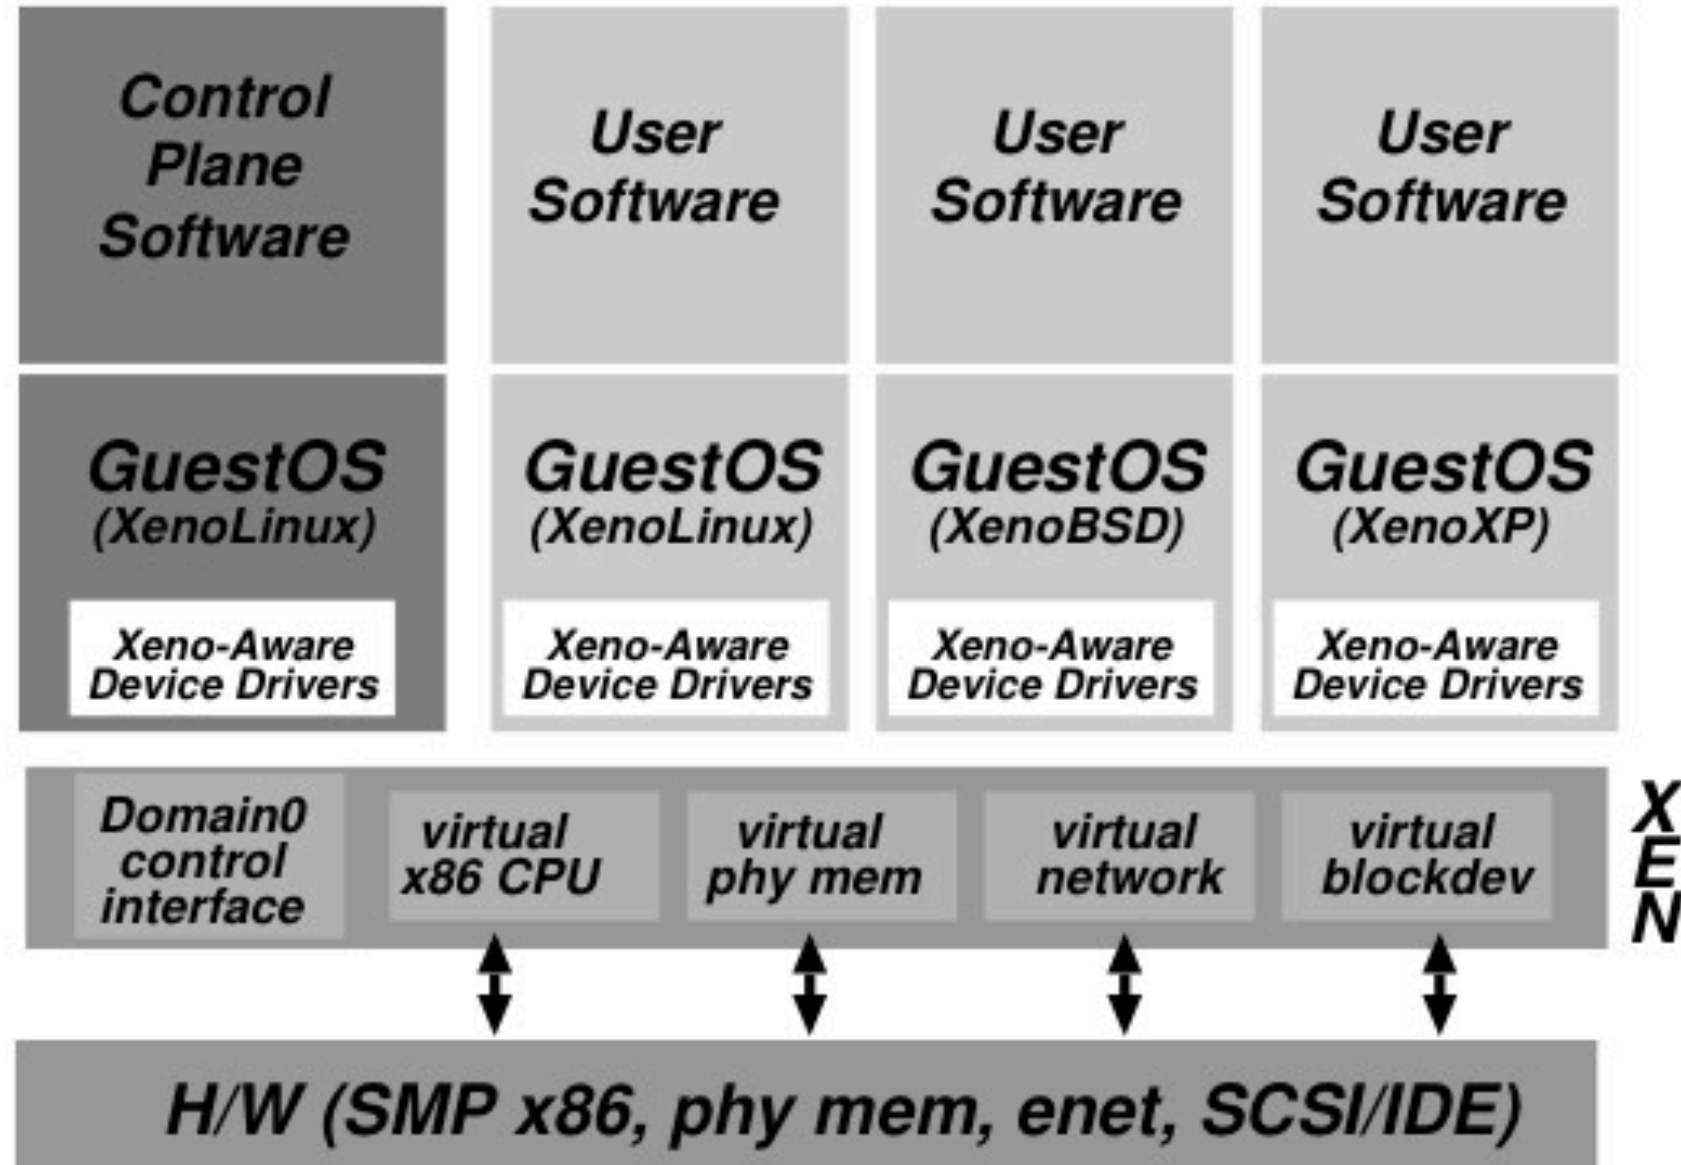 Control
Plane
Software
User
Software
User
Software
User
Software
GuestOS
(XenoLinux)
Xeno-Aware
Device Drivers
GuestOS
(XenoLinux)
Xeno-Aware
Device Drivers
GuestOS
(XenoBSD)
Xeno-Aware
Device Drivers
GuestOS
(XenoXP)
Xeno-Aware
Device Drivers
Domain0
control
interface
virtual
x86 CPU
virtual
phy mem
virtual
network
virtual
blockdev
X
E
N
H/W (SMP x86, phy mem, enet, SCSI/IDE)